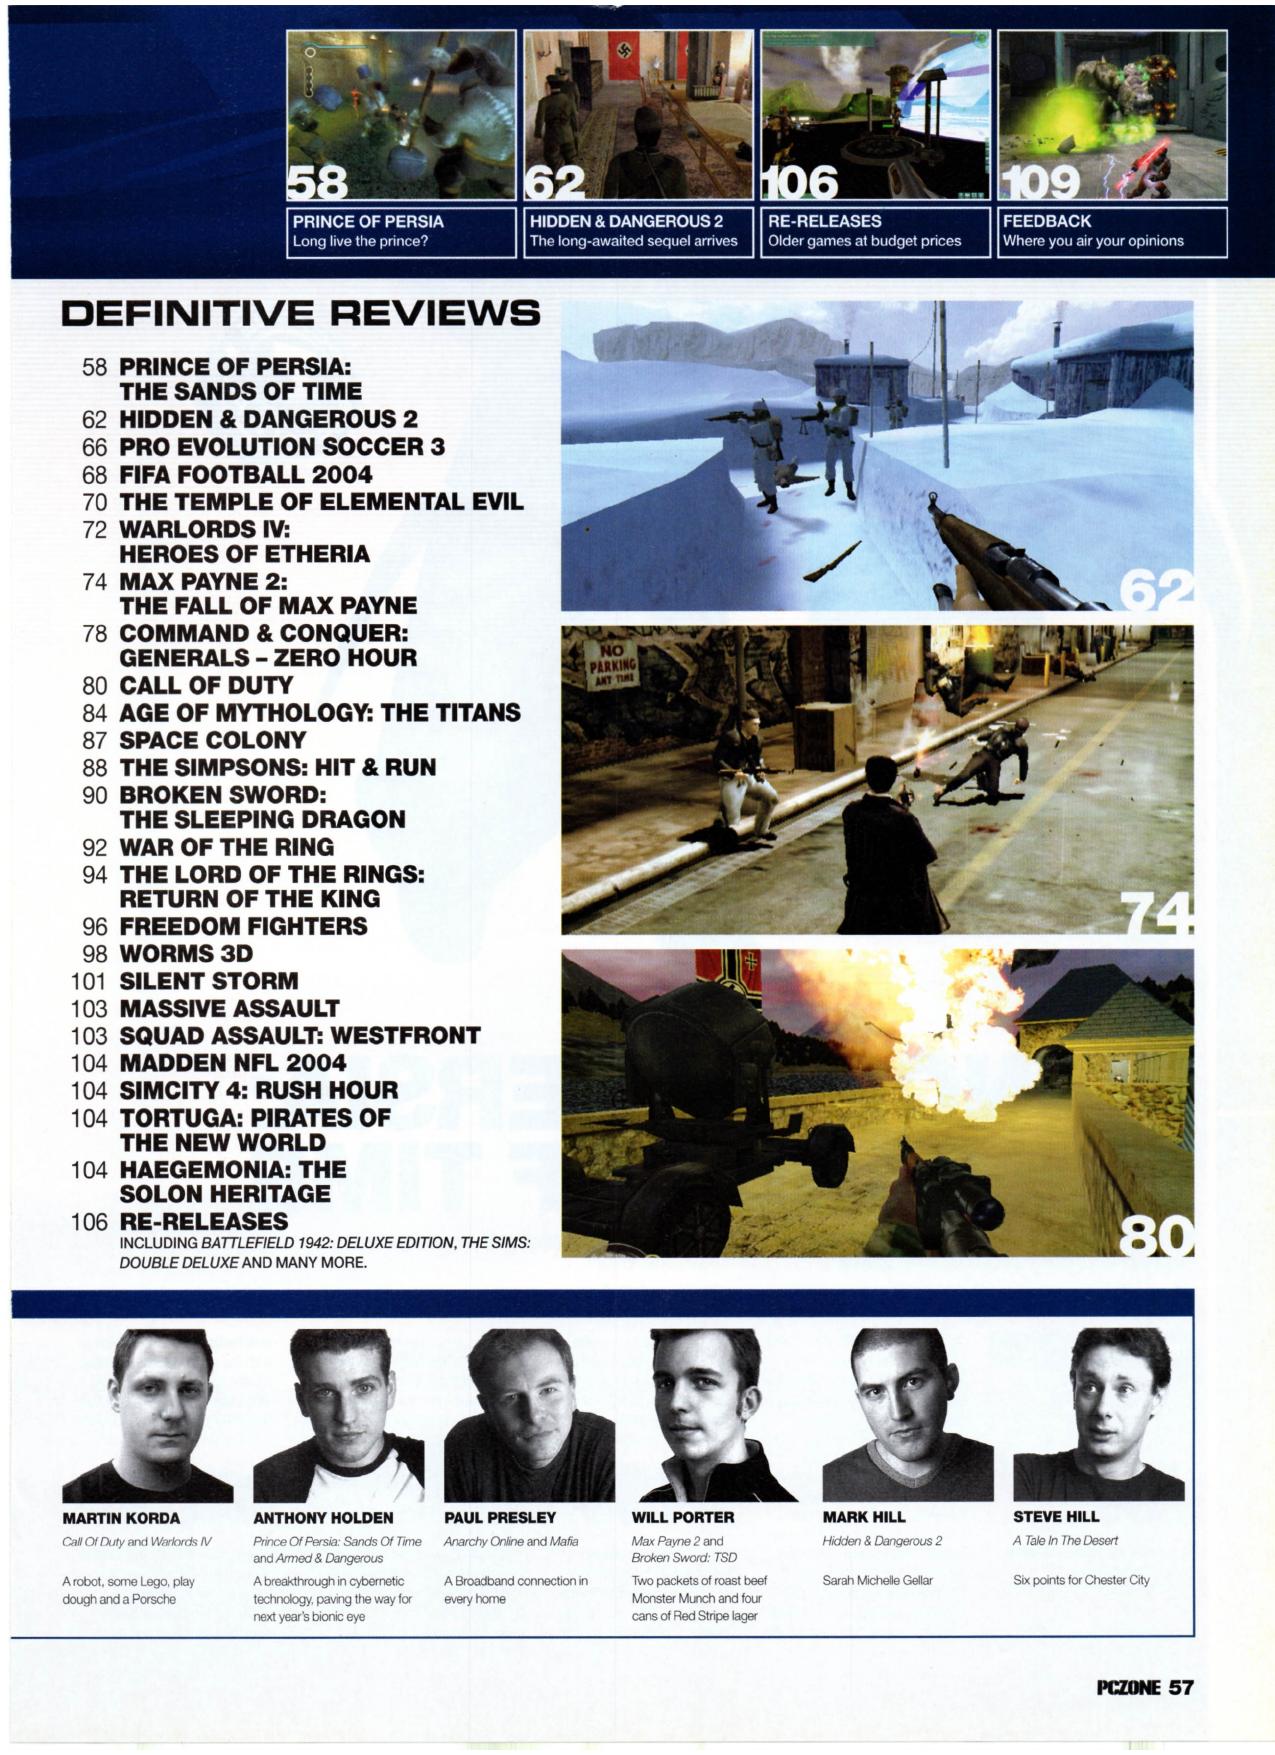 58
62
106
109
PRINCE OF PERSIA
Long live the prince?
HIDDEN & DANGEROUS 2
The long-awaited sequel arrives
RE-RELEASES
Older games at budget prices
FEEDBACK
Where you air your opinions
DEFINITIVE REVIEWS
58 PRINCE OF PERSIA:
THE SANDS OF TIME
62 HIDDEN & DANGEROUS 2
66 PRO EVOLUTION SOCCER 3
68 FIFA FOOTBALL 2004
70 THE TEMPLE OF ELEMENTAL EVIL
72 WARLORDS IV:
HEROES OF ETHERIA
74 MAX PAYNE 2:
THE FALL OF MAX PAYNE
78 COMMAND & CONQUER:
GENERALS – ZERO HOUR
80 CALL OF DUTY
84 AGE OF MYTHOLOGY: THE TITANS
87 SPACE COLONY
88 THE SIMPSONS: HIT & RUN
90 BROKEN SWORD:
THE SLEEPING DRAGON
92 WAR OF THE RING
94 THE LORD OF THE RINGS:
RETURN OF THE KING
96 FREEDOM FIGHTERS
98 WORMS 3D
101 SILENT STORM
103 MASSIVE ASSAULT
103 SQUAD ASSAULT: WESTFRONT
104 MADDEN NFL 2004
104 SIMCITY 4: RUSH HOUR
104 TORTUGA: PIRATES OF
THE NEW WORLD
104 HAEGEMONIA: THE
SOLON HERITAGE
106 RE-RELEASES
INCLUDING BATTLEFIELD 1942: DELUXE EDITION, THE SIMS:
DOUBLE DELUXE AND MANY MORE.
62
NO
PARKING
ANY TIME
74
80
MARTIN KORDA
Call Of Duty and Warlords IV
A robot, some Lego, play
dough and a Porsche
ANTHONY HOLDEN
Prince Of Persia: Sands Of Time
and Armed & Dangerous
A breakthrough in cybernetic
technology, paving the way for
next year's bionic eye
PAUL PRESLEY
Anarchy Online and Mafia
A Broadband connection in
every home
WILL PORTER
Max Payne 2 and
Broken Sword: TSD
Two packets of roast beef
Monster Munch and four
cans of Red Stripe lager
MARK HILL
Hidden & Dangerous 2
Sarah Michelle Gellar
STEVE HILL
A Tale In The Desert
Six points for Chester City
PCZONE 57